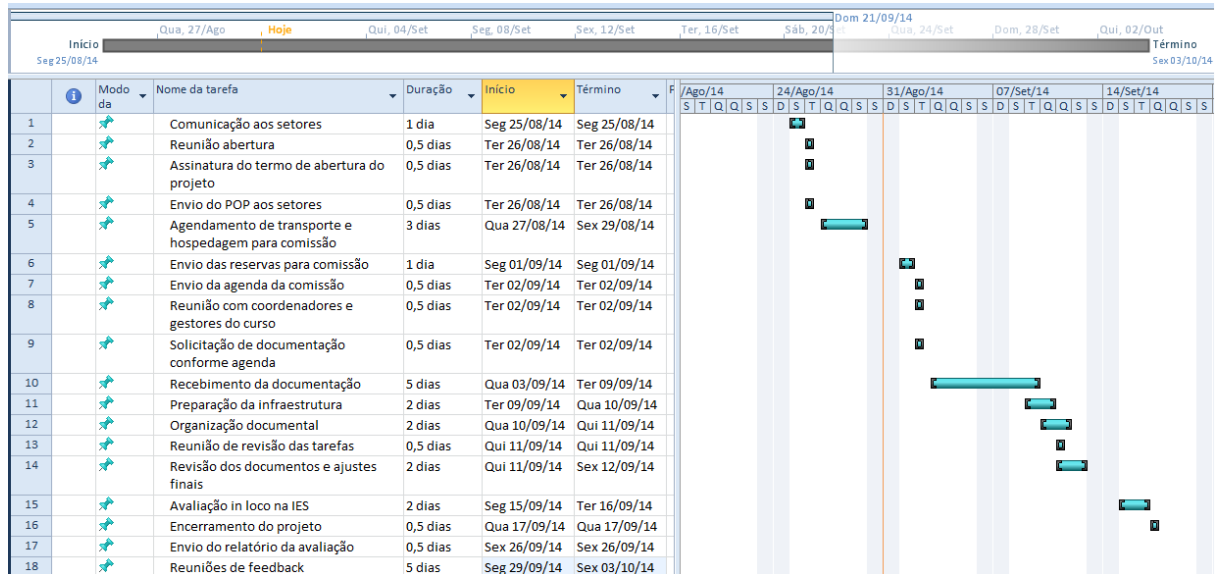 Dom 21/09/14
Qua, 27/Ago Hoje Qui, 04/Set Seg, 08/Set Sex, 12/Set Ter, 16/Set Sáb, 20/Set Qua, 24/Set Dom, 28/Set Qui, 02/Out
Início Término
Seg 25/08/14 Sex 03/10/14
Modo da Nome da tarefa Duração Início Término P /Ago/14 24/Ago/14 31/Ago/14 07/Set/14 14/Set/14
S T Q Q S S D S T Q Q S S D S T Q Q S S D S T Q Q S S D S T Q Q S S
1 Comunicação aos setores 1 dia Seg 25/08/14 Seg 25/08/14
2 Reunião abertura 0,5 dias Ter 26/08/14 Ter 26/08/14
3 Assinatura do termo de abertura do 0,5 dias Ter 26/08/14 Ter 26/08/14
projeto
4 Envio do POP aos setores 0,5 dias Ter 26/08/14 Ter 26/08/14
5 Agendamento de transporte e 3 dias Qua 27/08/14 Sex 29/08/14
hospedagem para comissão
6 Envio das reservas para comissão 1 dia Seg 01/09/14 Seg 01/09/14
7 Envio da agenda da comissão 0,5 dias Ter 02/09/14 Ter 02/09/14
8 Reunião com coordenadores e 0,5 dias Ter 02/09/14 Ter 02/09/14
gestores do curso
9 Solicitação de documentação 0,5 dias Ter 02/09/14 Ter 02/09/14
conforme agenda
10 Recebimento da documentação 5 dias Qua 03/09/14 Ter 09/09/14
11 Preparação da infraestrutura 2 dias Ter 09/09/14 Qua 10/09/14
12 Organização documental 2 dias Qua 10/09/14 Qui 11/09/14
13 Reunião de revisão das tarefas 0,5 dias Qui 11/09/14 Qui 11/09/14
14 Revisão dos documentos e ajustes 2 dias Qui 11/09/14 Sex 12/09/14
finais
15 Avaliação in loco na IES 2 dias Seg 15/09/14 Ter 16/09/14
16 Encerramento do projeto 0,5 dias Qua 17/09/14 Qua 17/09/14
17 Envio do relatório da avaliação 0,5 dias Sex 26/09/14 Sex 26/09/14
18 Reuniões de feedback 5 dias Seg 29/09/14 Sex 03/10/14